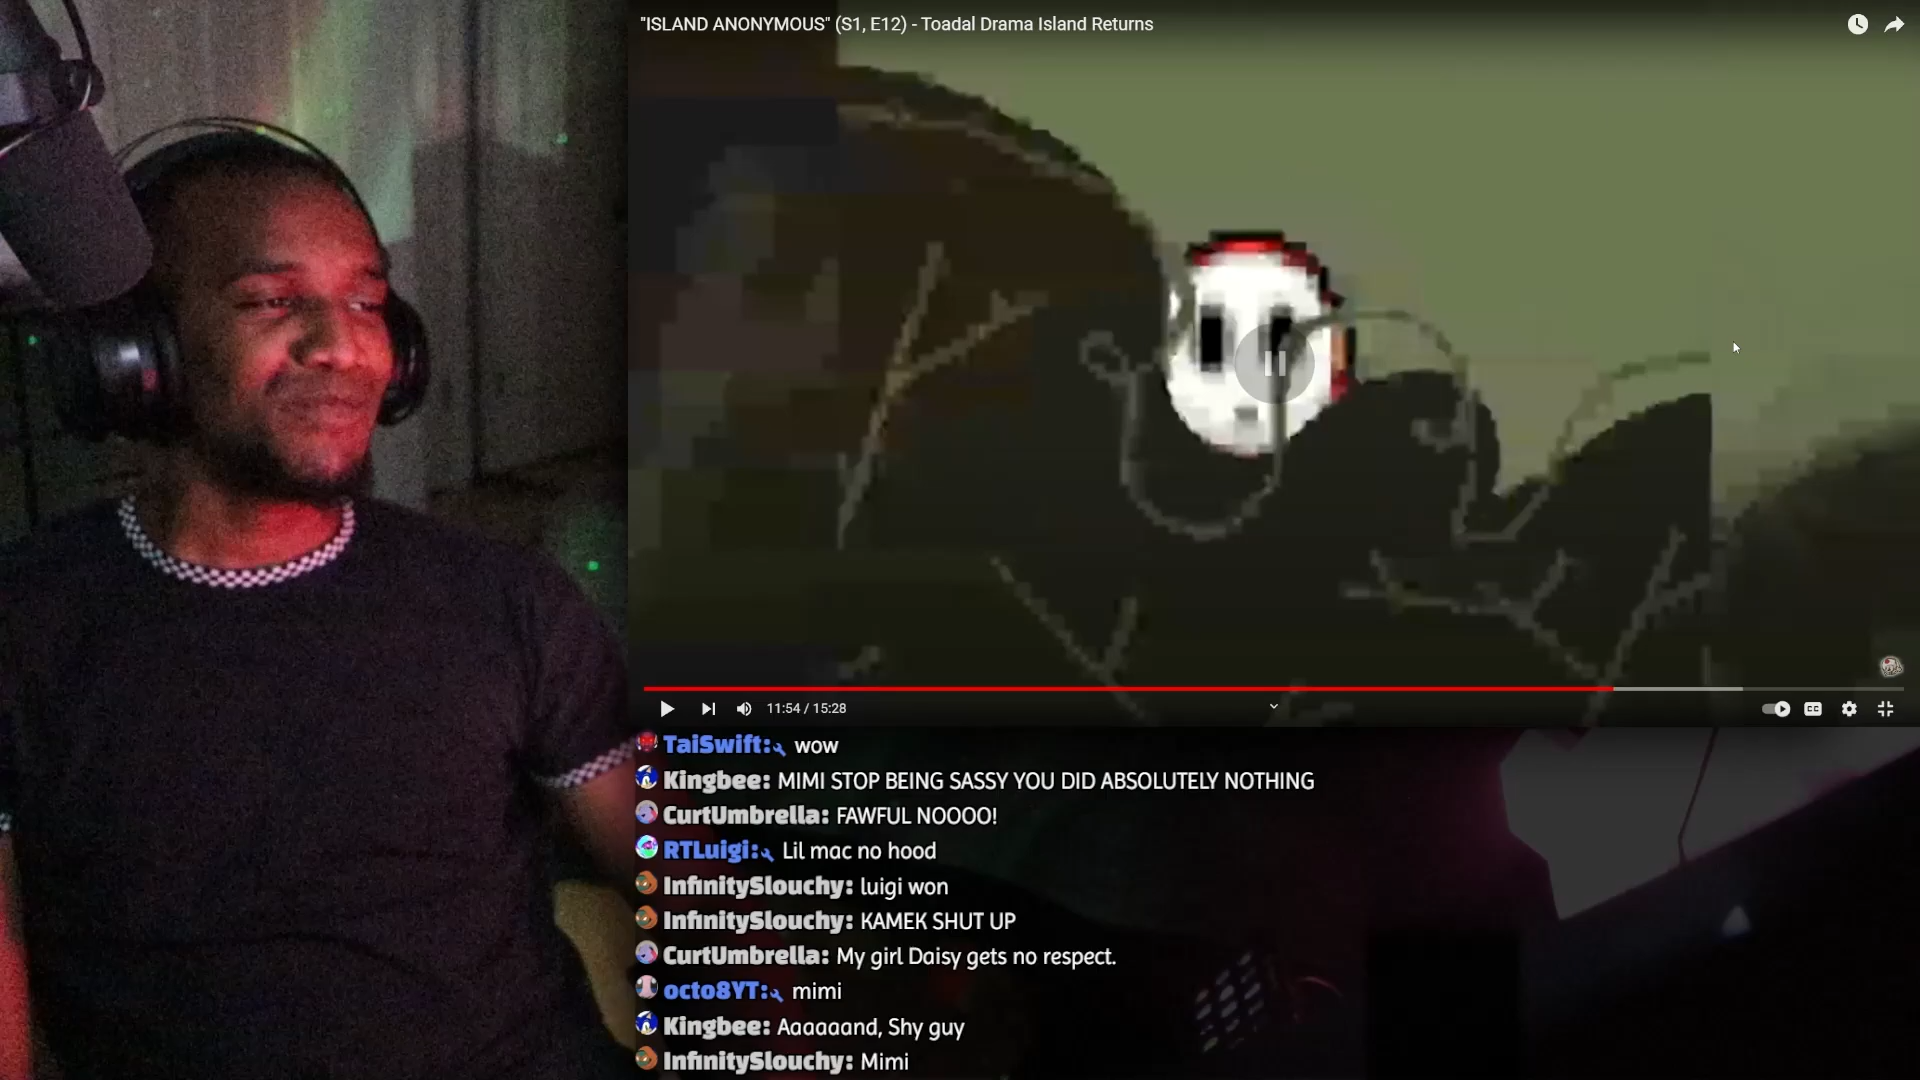 "ISLAND ANONYMOUS" (S1, E12) - Toadal Drama Island Returns
11:54 / 15:28
CC
TaiSwift: wow
Kingbee: MIMI STOP BEING SASSY YOU DID ABSOLUTELY NOTHING
CurtUmbrella: FAWFUL NOOOO!
RTLuigi: Lil mac no hood
InfinitySlouchy: luigi won
InfinitySlouchy: KAMEK SHUT UP
CurtUmbrella: My girl Daisy gets no respect.
octo8YT: mimi
Kingbee: Aaaaaand, Shy guy
InfinitySlouchy: Mimi